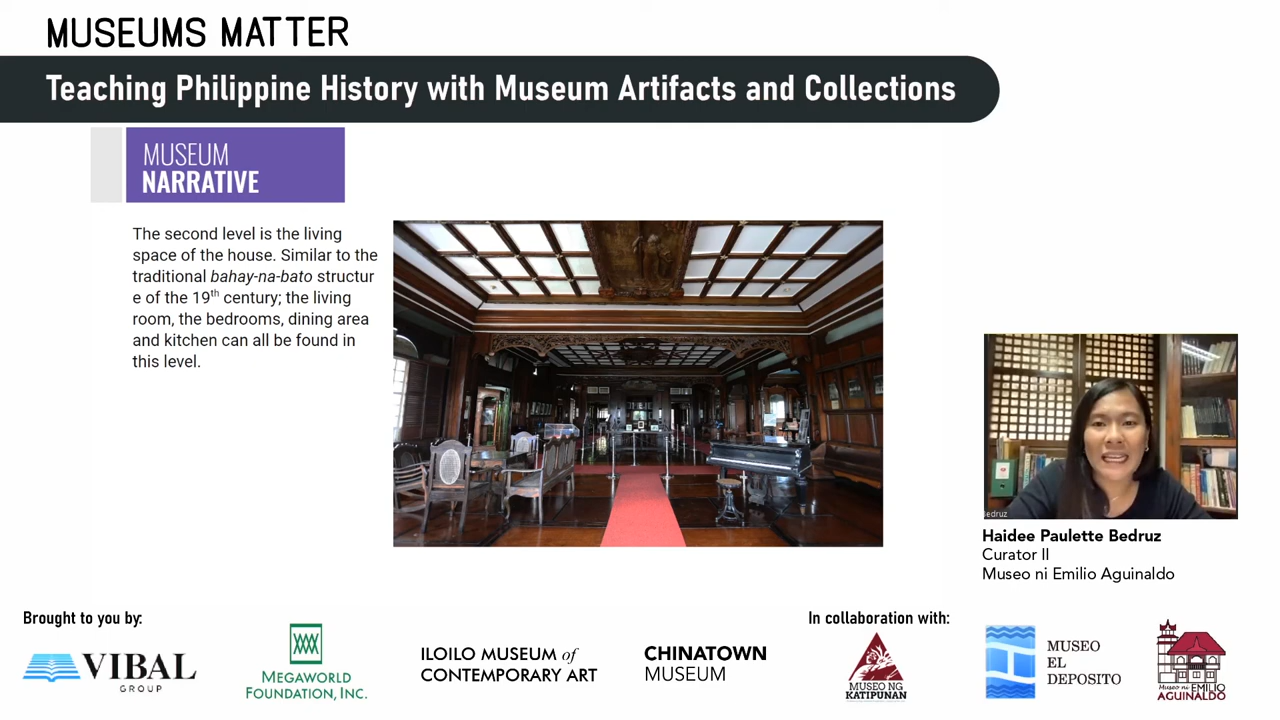 MUSEUMS MATTER
Teaching Philippine History with Museum Artifacts and Collections
MUSEUM
NARRATIVE
The second level is the living
space of the house. Similar to the
traditional bahay-na-bato structur
e of the 19th century; the living
room, the bedrooms, dining area
and kitchen can all be found in
this level.
Bedruz
Haidee Paulette Bedruz
Curator II
Museo ni Emilio Aguinaldo
Brought to you by:
In collaboration with:
VIBAL
GROUP
MEGAWORLD
FOUNDATION, INC.
ILOILO MUSEUM of
CONTEMPORARY ART
CHINATOWN
MUSEUM
MUSEO NG
KATIPUNAN
MUSEO
EL
DEPOSITO
Museo ni EMILIO
AGUINALDO